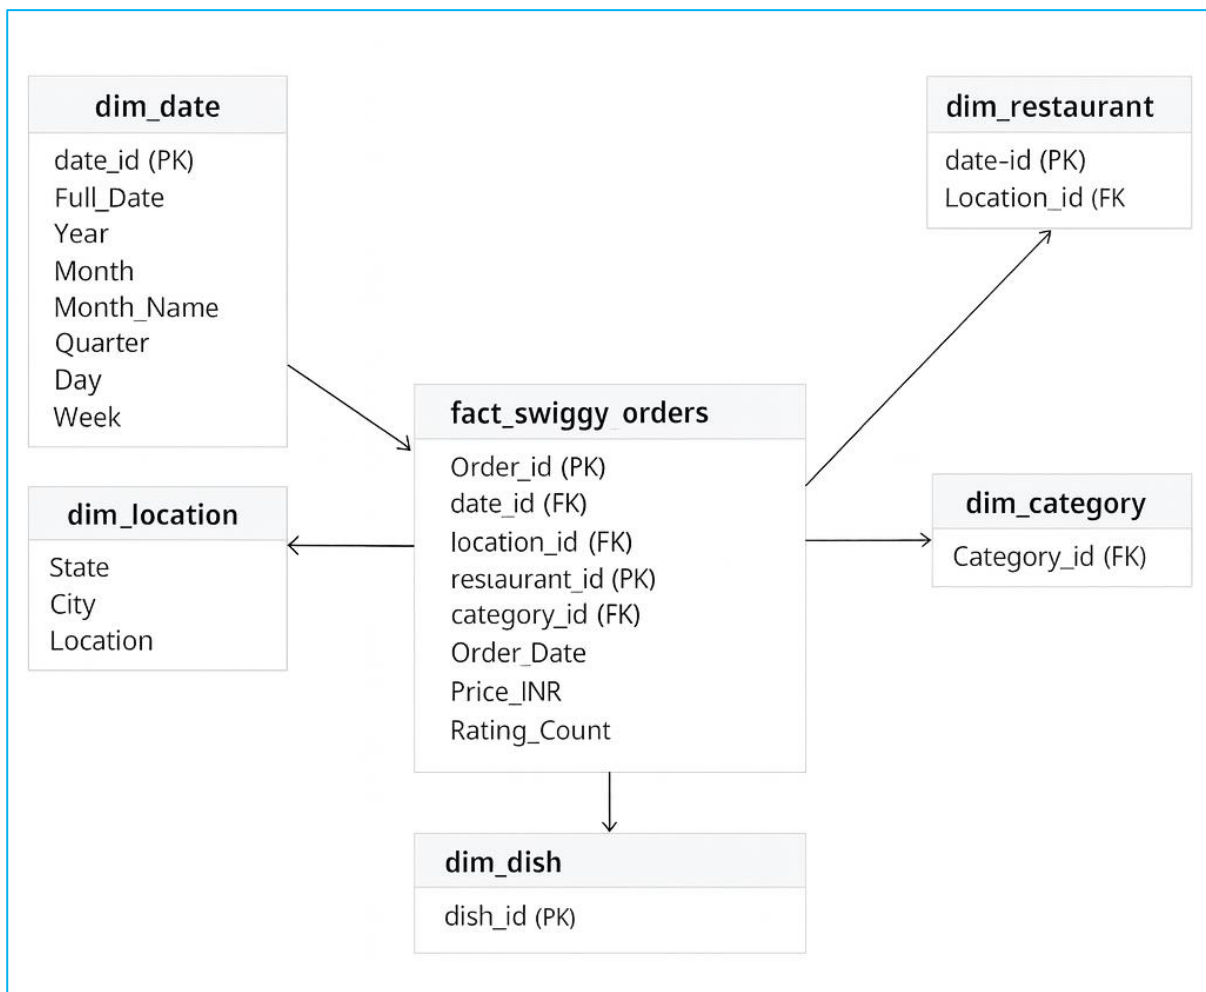 dim_date
date_id (PK)
Full_Date
Year
Month
Month_Name
Quarter
Day
Week
dim_location
State
City
Location
fact_swiggy orders
Order_id (PK)
date_id (FK)
location_id (FK)
restaurant_id (PK)
category_id (FK)
Order_Date
Price_INR
Rating_Count
dim_dish
dish_id (PK)
dim_restaurant
date-id (PK)
Location_id (FK
dim_category
Category_id (FK)